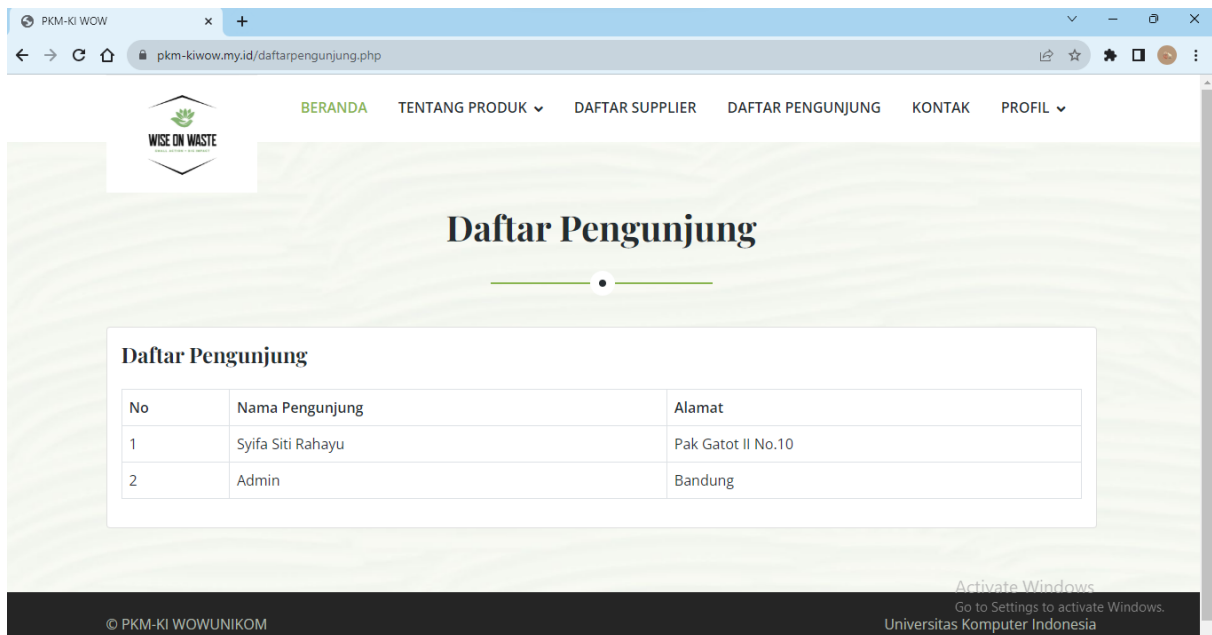 PKM-KI WOW
pkm-kiwow.my.id/daftarpengunjung.php
WISE ON WASTE
BERANDA TENTANG PRODUK DAFTAR SUPPLIER DAFTAR PENGUNJUNG KONTAK PROFIL
Daftar Pengunjung
Daftar Pengunjung
No Nama Pengunjung Alamat
1 Syifa Siti Rahayu Pak Gatot II No.10
2 Admin Bandung
Activate Windows
Go to Settings to activate Windows.
© PKM-KI WOWUNIKOM Universitas Komputer Indonesia